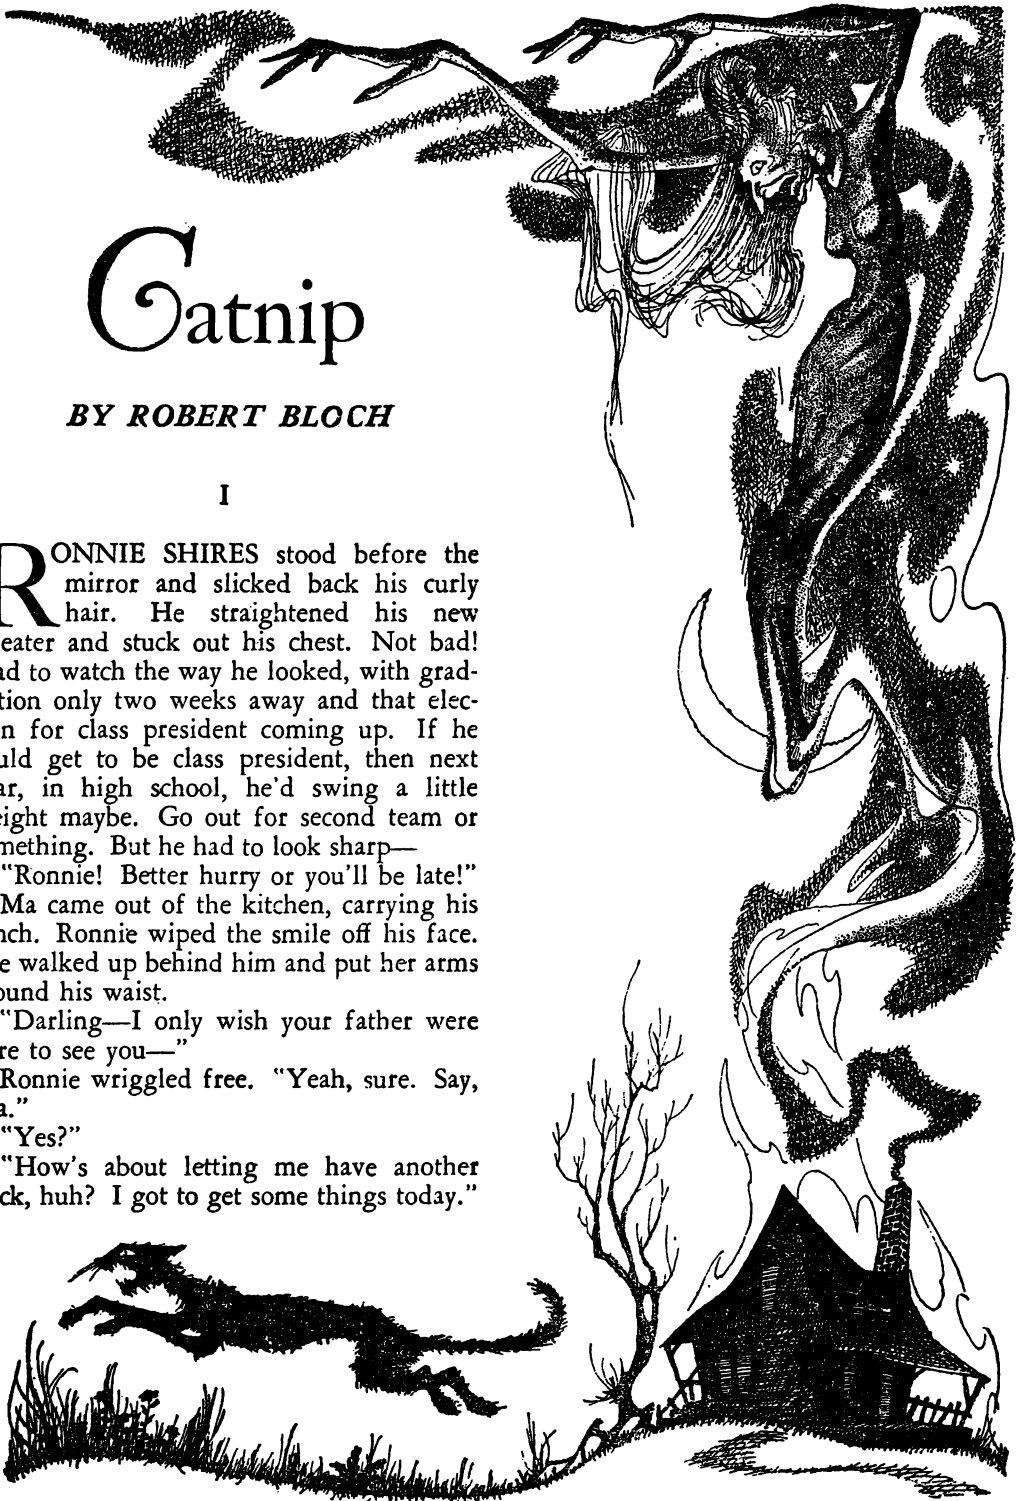 Catnip
BY ROBERT BLOCH
I
RONNIE SHIRES stood before the
mirror and slicked back his curly
hair. He straightened his new
eater and stuck out his chest. Not bad!
ad to watch the way he looked, with grad-
tion only two weeks away and that elec-
n for class president coming up. If he
uld get to be class president, then next
ar, in high school, he'd swing a little
eight maybe. Go out for second team or
mething. But he had to look sharp—
"Ronnie! Better hurry or you'll be late!"
Ma came out of the kitchen, carrying his
nch. Ronnie wiped the smile off his face.
e walked up behind him and put her arms
ound his waist.
"Darling—I only wish your father were
re to see you—"
Ronnie wriggled free. "Yeah, sure. Say,
a."
"Yes?"
"How's about letting me have another
ck, huh? I got to get some things today."